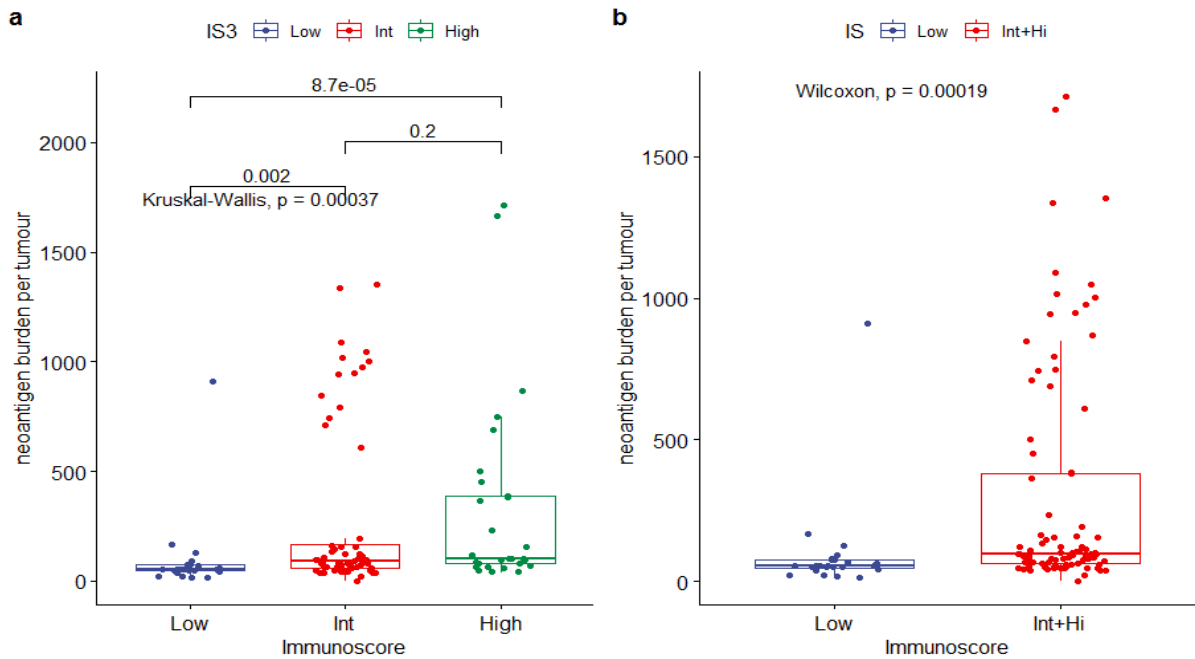 a
IS3 Low Int High
8.7e-05
0.2
0.002
Kruskal-Wallis, p = 0.00037
2000
1500
1000
500
0
neoantigen burden per tumour
Low Int High
Immunoscore
b
IS Low Int+Hi
Wilcoxon, p = 0.00019
1500
1000
500
0
neoantigen burden per tumour
Low Int+Hi
Immunoscore